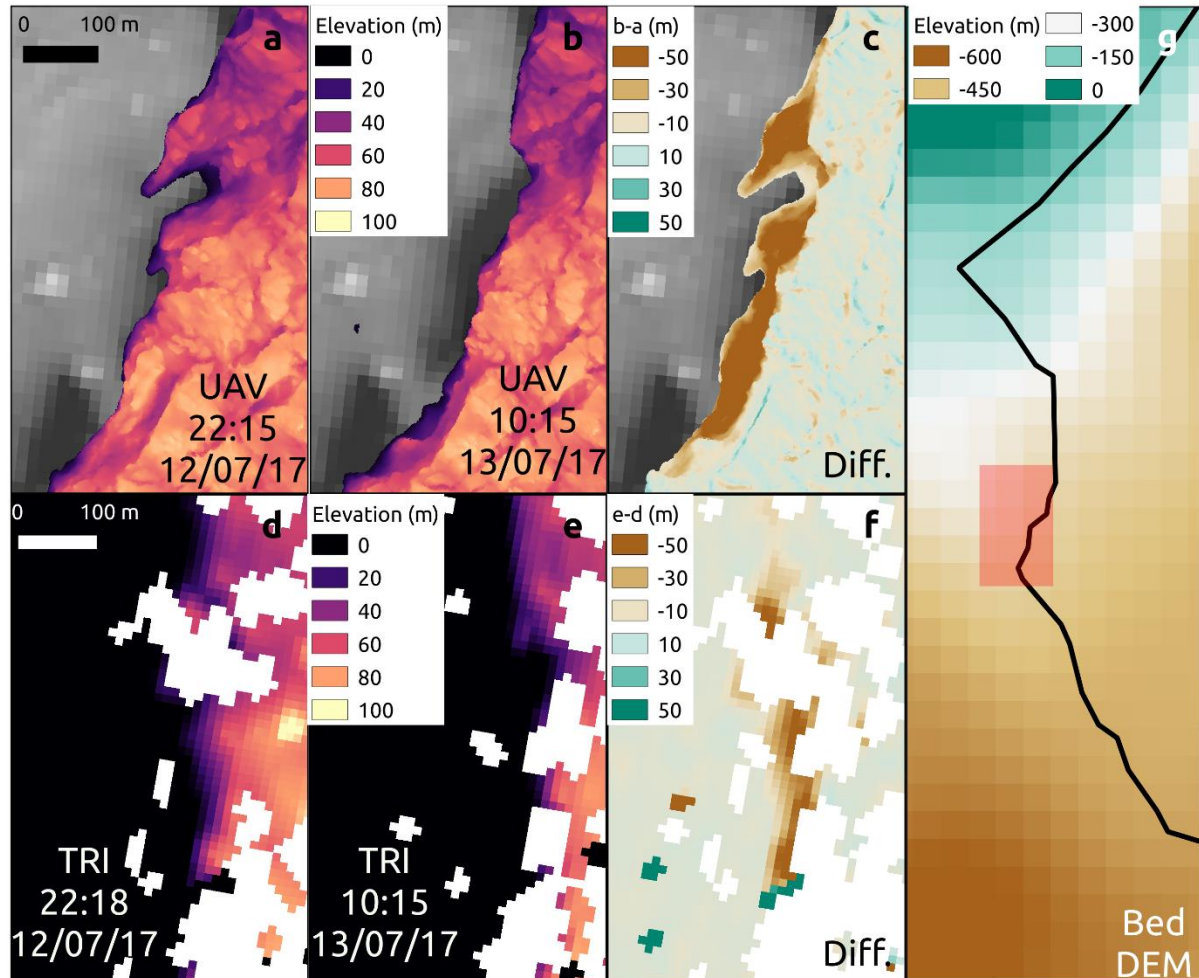 0 100 m
a
UAV
22:15
12/07/17
Elevation (m)
0
20
40
60
80
100
b
UAV
10:15
13/07/17
b-a (m)
-50
-30
-10
10
30
50
c
Diff.
100 m
d
TRI
22:18
12/07/17
Elevation (m)
0
20
40
60
80
100
e
TRI
10:15
13/07/17
e-d (m)
-50
-30
-10
10
30
50
f
Diff.
Elevation (m)
-600
-450
-300
-150
0
g
Bed
DEM